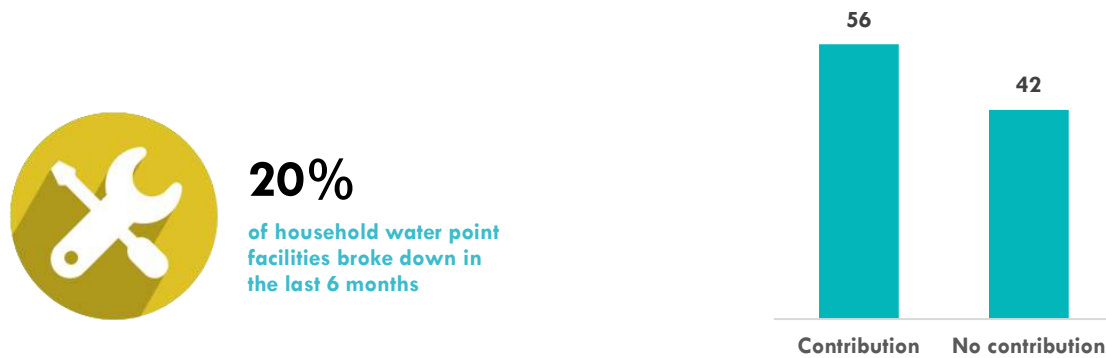 20%
of household water point
facilities broke down in
the last 6 months
56
42
Contribution
No contribution